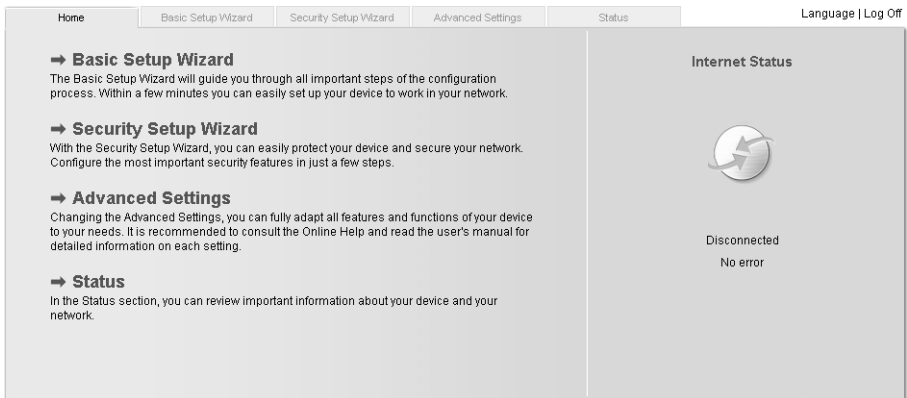 Home
Basic Setup Wizard
Security Setup Wizard
Advanced Settings
Status
Language | Log Off
➡ Basic Setup Wizard
The Basic Setup Wizard will guide you through all important steps of the configuration
process. Within a few minutes you can easily set up your device to work in your network.
➡ Security Setup Wizard
With the Security Setup Wizard, you can easily protect your device and secure your network.
Configure the most important security features in just a few steps.
➡ Advanced Settings
Changing the Advanced Settings, you can fully adapt all features and functions of your device
to your needs. It is recommended to consult the Online Help and read the user's manual for
detailed information on each setting.
➡ Status
In the Status section, you can review important information about your device and your
network.
Internet Status
Disconnected
No error